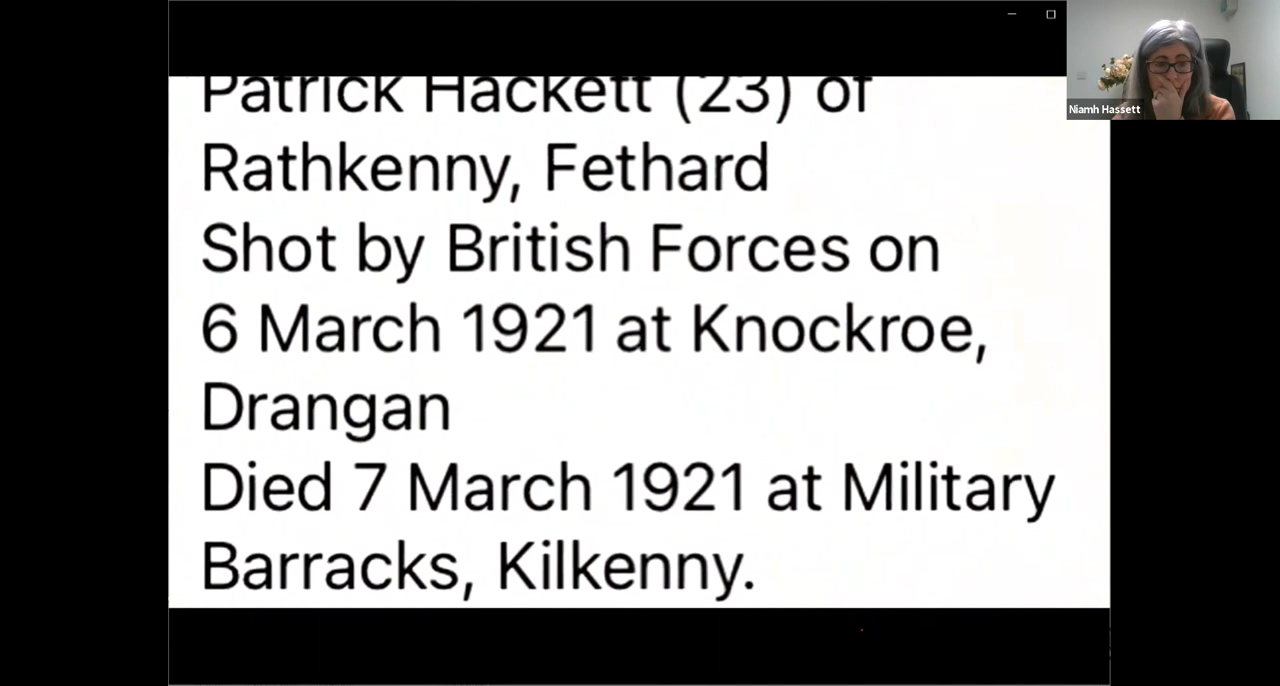 Patrick Hackett (23) of
Rathkenny, Fethard
Shot by British Forces on
6 March 1921 at Knockroe,
Drangan
Died 7 March 1921 at Military
Barracks, Kilkenny.
Niamh Hassett